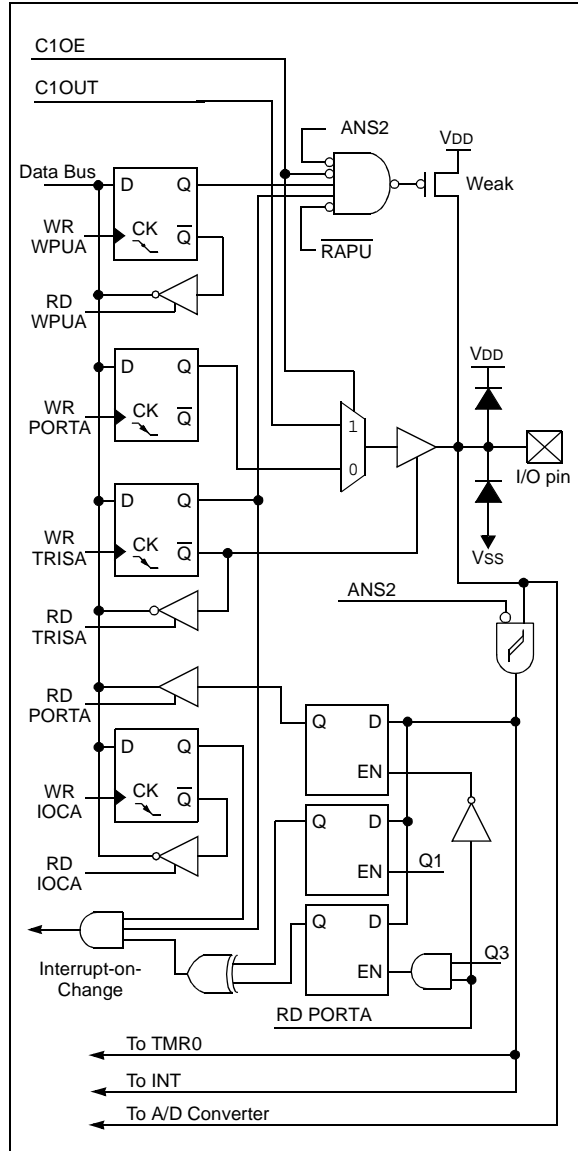 C1OE
C1OUT
ANS2
VDD
Data Bus
D
Q
Weak
WR
WPUA
CK
Q
RAPU
RD
WPUA
D
Q
VDD
WR
PORTA
CK
Q
1
0
I/O pin
D
Q
WR
TRISA
CK
Q
VSS
ANS2
RD
TRISA
RD
PORTA
Q
D
D
Q
EN
WR
IOCA
CK
Q
Q
D
RD
IOCA
EN
Q1
Q
D
Interrupt-on-
Change
EN
Q3
RD PORTA
To TMR0
To INT
To A/D Converter